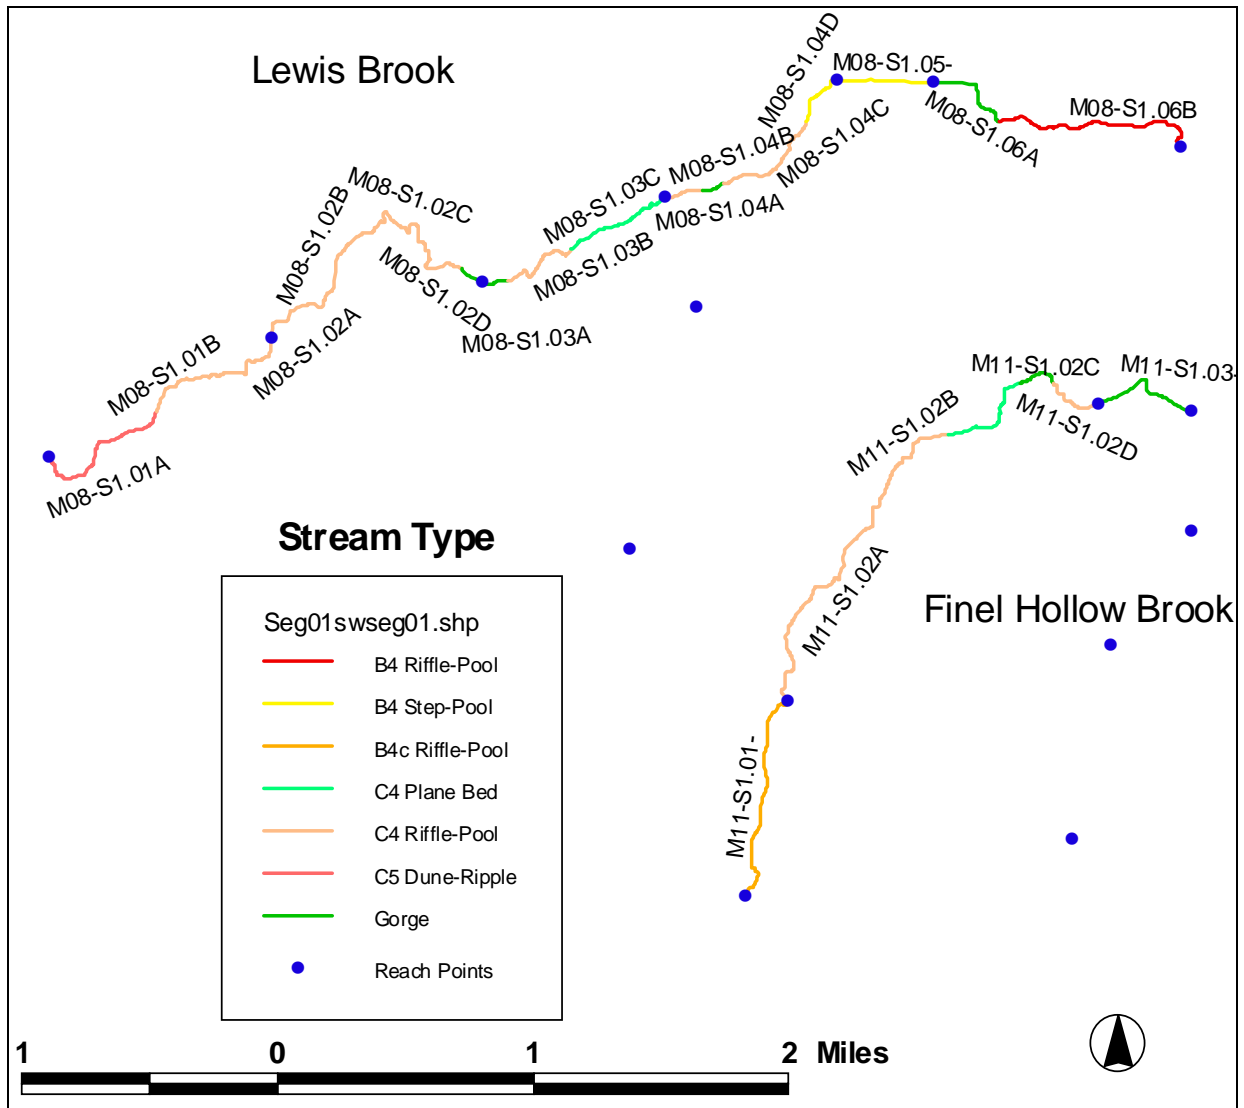 Lewis Brook
M08-S1.04D
M08-S1.05-
M08-S1.06B
M08-S1.06A
M08-S1.04C
M08-S1.04B
M08-S1.04A
M08-S1.03C
M08-S1.03B
M08-S1.02C
M08-S1.02B
M08-S1.02D
M08-S1.03A
M08-S1.02A
M08-S1.01B
M08-S1.01A
M11-S1.02C
M11-S1.03-
M11-S1.02B
M11-S1.02D
M11-S1.02A
M11-S1.01-
Finel Hollow Brook
Stream Type
Seg01swseg01.shp
B4 Riffle-Pool
B4 Step-Pool
B4c Riffle-Pool
C4 Plane Bed
C4 Riffle-Pool
C5 Dune-Ripple
Gorge
Reach Points
1 0 1 2 Miles